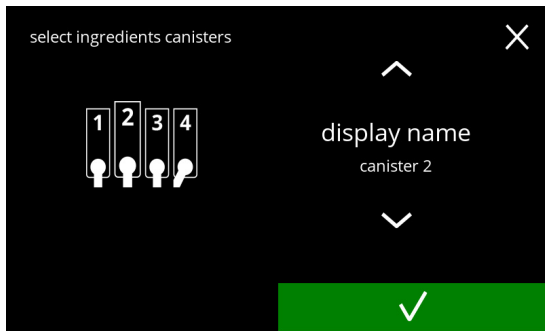 select ingredients canisters
1 2 3 4
display name
canister 2